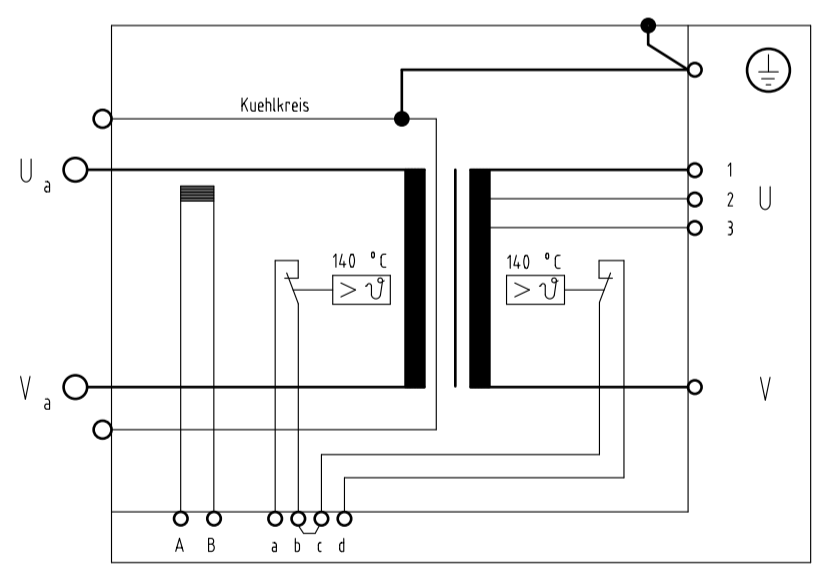 Kuehlkreis
U a
1
2 U
3
140 °C
140 °C
> ϑ
> ϑ
V a
V
A B a b c d